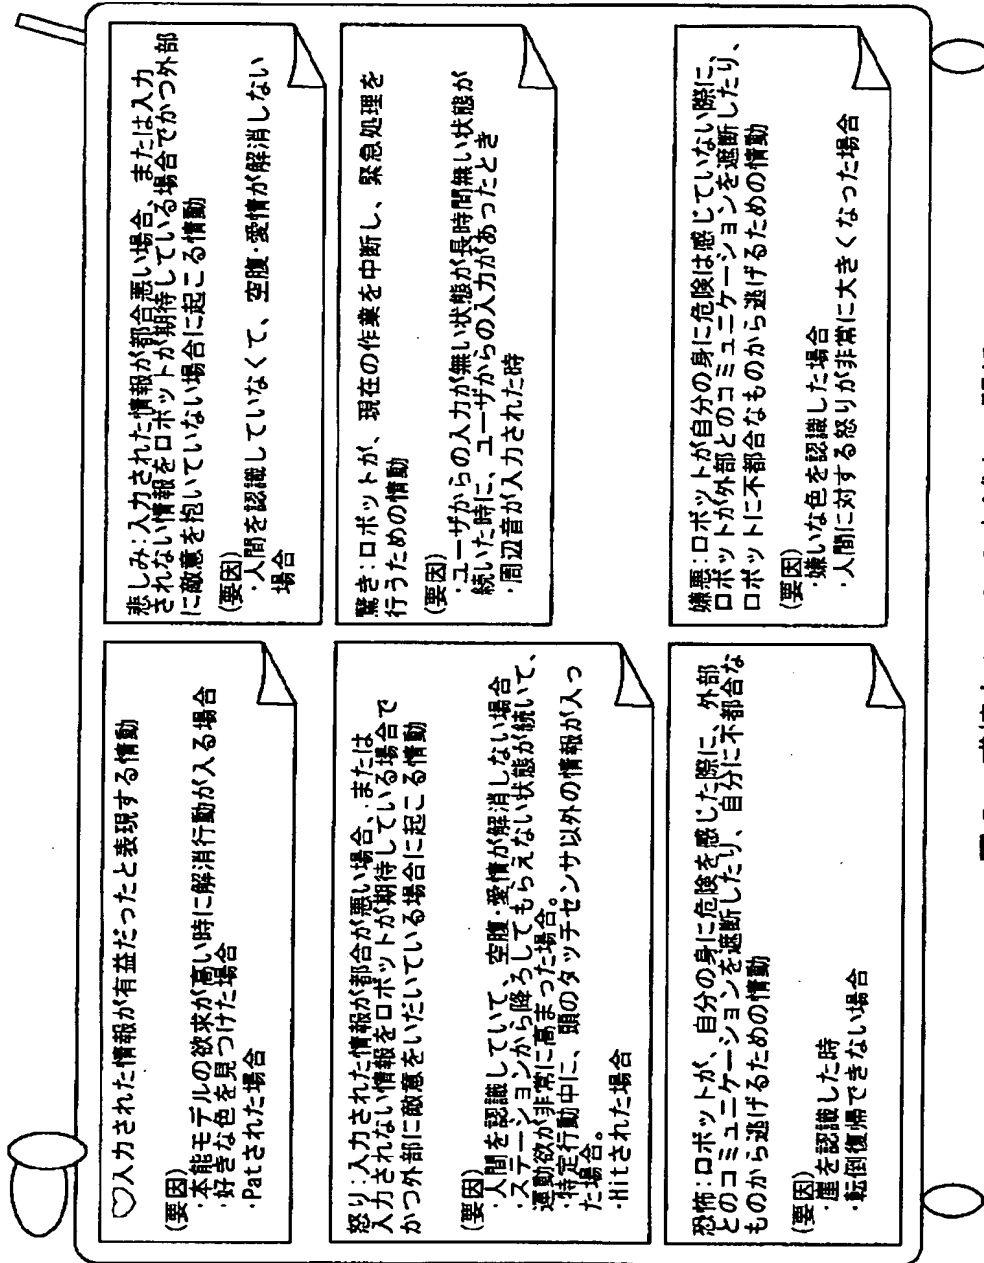 ♡入力された情報が有益だったと表現する情動
(要因)
・本能モデルの欲求が高い時に解消行動が入る場合
・好きな色を見つけた場合
・Patされた場合
悲しみ:入力された情報が都合悪い場合、または入力
されない情報をロボットが期待している場合でかつ外部
に敵意を抱いていない場合に起こる情動
(要因)
・人間を認識していなくて、空腹・愛情が解消しない
場合
怒り:入力された情報が都合が悪い場合、または
入力されない情報をロボットが期待している場合で
かつ外部に敵意をいだいている場合に起こる情動
(要因)
・人間を認識していて、空腹・愛情が解消しない場合
・ステーションから降ろしてもらえない状態が続いて、
運動欲が非常に高まった場合。
・特定行動中に、頭のタッチセンサ以外の情報が入っ
た場合。
・Hitされた場合
驚き:ロボットが、現在の作業を中断し、緊急処理を
行うための情動
(要因)
・ユーザからの入力が無い状態が長時間無い状態が
続いた時に、ユーザからの入力があったとき
・周辺音が入力された時
恐怖:ロボットが、自分の身に危険を感じた際に、外部
とのコミュニケーションを遮断したり、自分に不都合な
ものから逃げるための情動
(要因)
・崖を認識した時
・転倒復帰できない場合
嫌悪:ロボットが自分の身に危険は感じていない際に、
ロボットが外部とのコミュニケーションを遮断したり、
ロボットに不都合なものから逃げるための情動
(要因)
・嫌いな色を認識した場合
・人間に対する怒りが非常に大きくなった場合